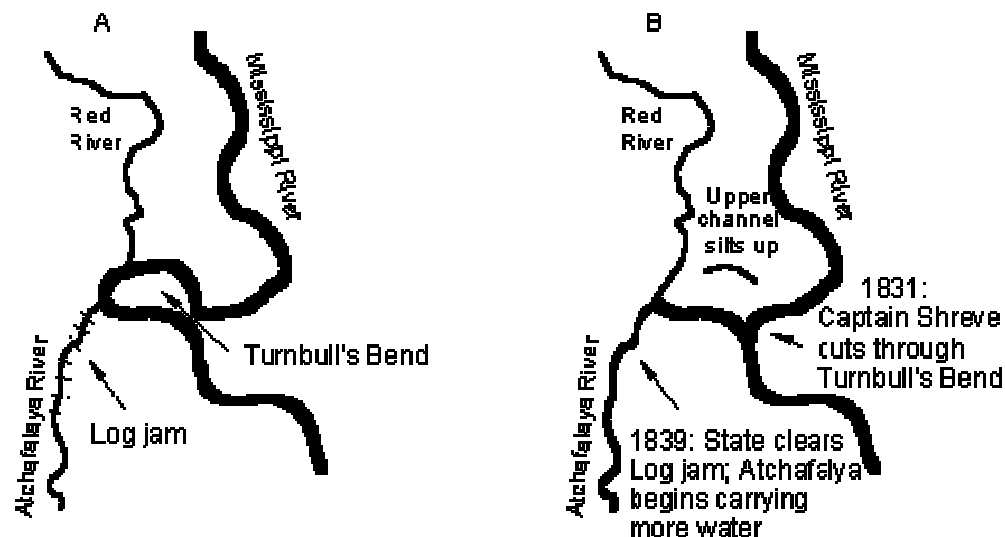 A
Red
River
Mississippi River
Turnbull's Bend
Log jam
Atchafalaya River
B
Red
River
Mississippi River
Upper
channel
silts up
1831:
Captain Shreve
cuts through
Turnbull's Bend
Atchafalaya River
1839: State clears
Log jam; Atchafalya
begins carrying
more water